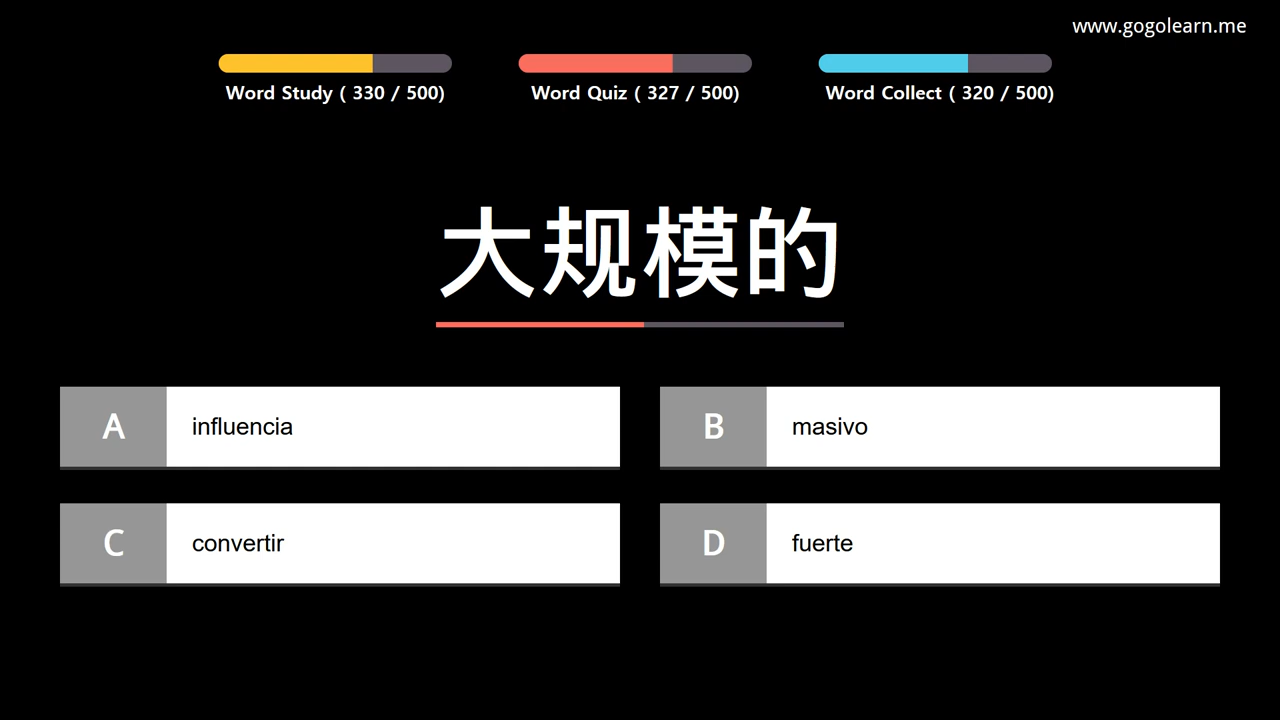 www.gogolearn.me
Word Study ( 330 / 500)
Word Quiz ( 327 / 500)
Word Collect ( 320 / 500)
大规模的
A influencia
B masivo
C convertir
D fuerte